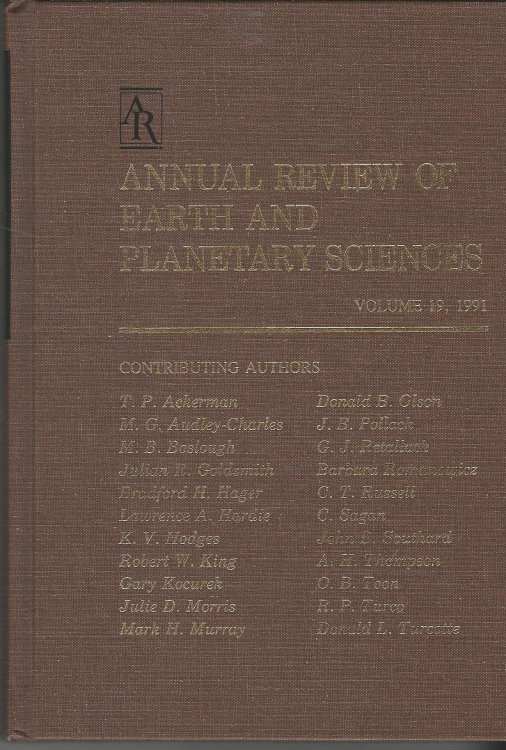 AR
ANNUAL REVIEW OF
EARTH AND
PLANETARY SCIENCES
VOLUME 19, 1991
CONTRIBUTING AUTHORS
T. P. Ackerman
M. G. Audley-Charles
M. B. Boslough
Julian R. Goldsmith
Bradford H. Hager
Lawrence A. Hardie
K. V. Hodges
Robert W. King
Gary Kocurek
Julie D. Morris
Mark H. Murray
Donald B. Olson
J. B. Pollack
G. J. Retallack
Barbara Romanowicz
C. T. Russell
C. Sagan
John B. Southard
A. H. Thompson
O. B. Toon
R. P. Turco
Donald L. Turcotte